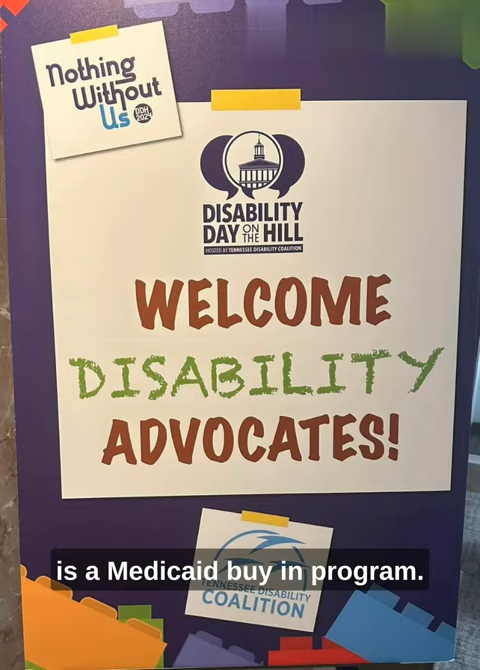 Nothing
Without
Us DDH
2024
DISABILITY
DAY ON THE HILL
HOSTED BY TENNESSEE DISABILITY COALITION
WELCOME
DISABILITY
ADVOCATES!
is a Medicaid buy in program.
TENNESSEE DISABILITY
COALITION